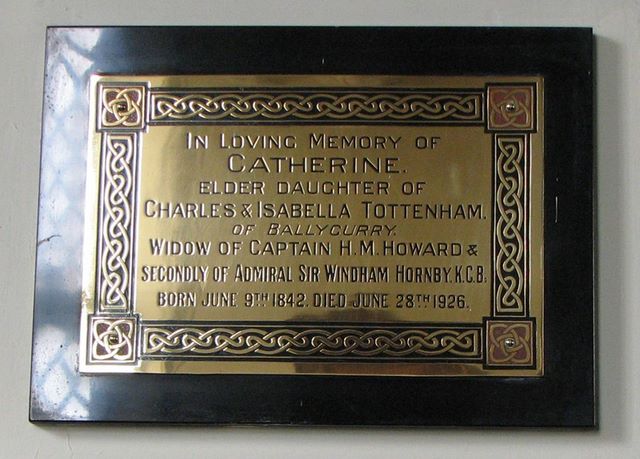 IN LOVING MEMORY OF
CATHERINE.
ELDER DAUGHTER OF
CHARLES & ISABELLA TOTTENHAM.
OF BALLYCURRY.
WIDOW OF CAPTAIN H.M. HOWARD &
SECONDLY OF ADMIRAL SIR WINDHAM HORNBY. K.C.B.
BORN JUNE 9TH 1842. DIED JUNE 28TH 1926.